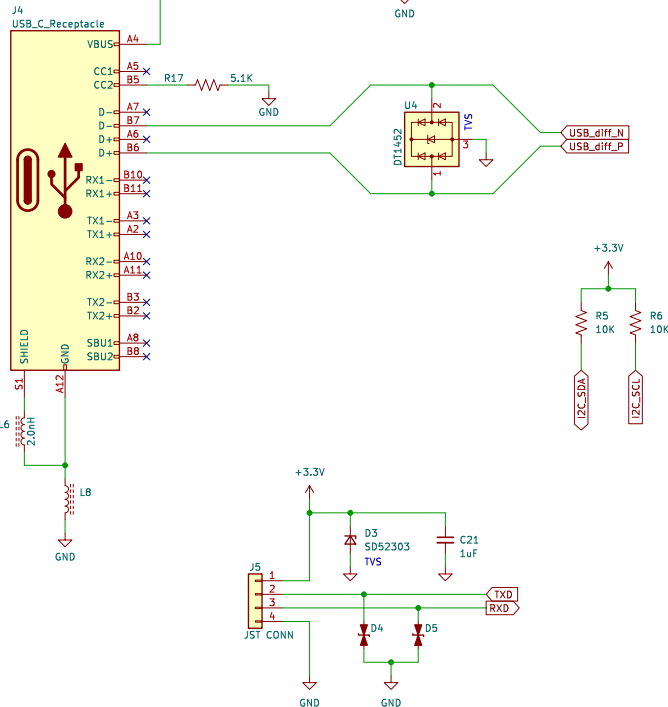 GND
J4
USB_C_Receptacle
VBUS A4
CC1 A5
CC2 B5
R17 5.1K
GND
D- A7
D- B7
D+ A6
D+ B6
RX1- B10
RX1+ B11
TX1- A3
TX1+ A2
RX2- A10
RX2+ A11
TX2- B3
TX2+ B2
SBU1 A8
SBU2 B8
SHIELD
GND
S1
A12
L6
2.0nH
L8
GND
U4
DT1452
TVS
2
3
1
USB_diff_N
USB_diff_P
+3.3V
R5
10K
R6
10K
I2C_SDA
I2C_SCL
+3.3V
D3
SD52303
TVS
C21
1uF
J5
1
2
3
4
JST CONN
TXD
RXD
D4
D5
GND
GND